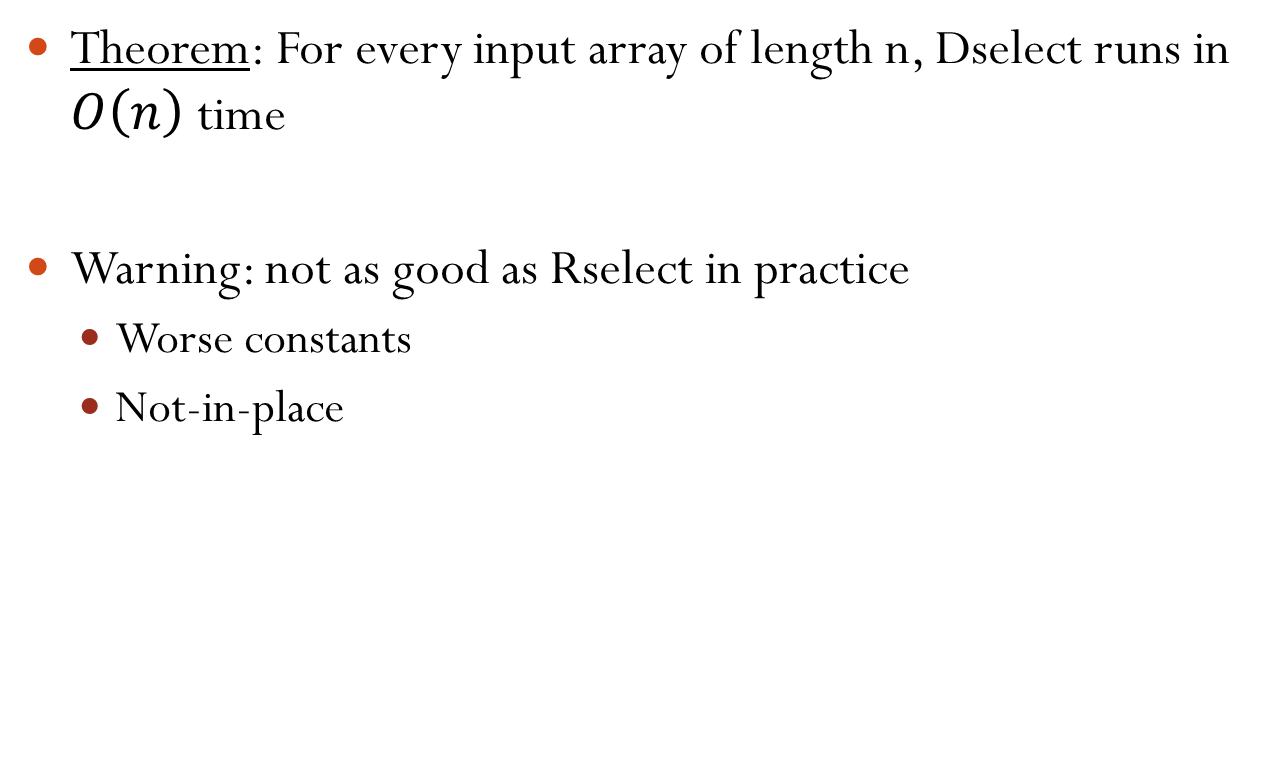 • Theorem: For every input array of length n, Dselect runs in
O(n) time
• Warning: not as good as Rselect in practice
• Worse constants
• Not-in-place